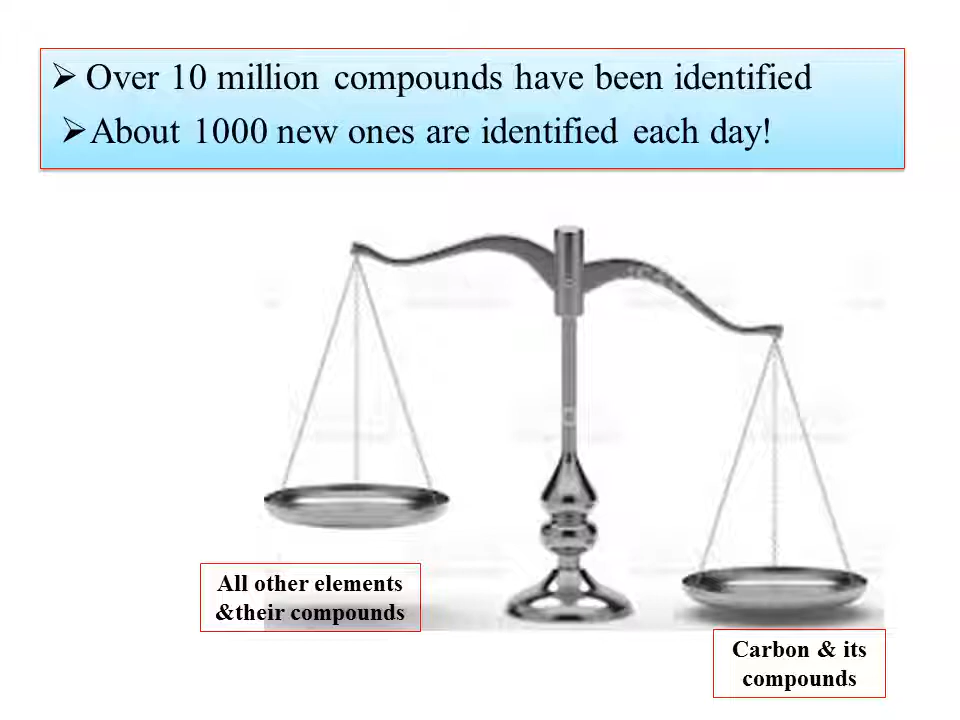 ➢ Over 10 million compounds have been identified
➢About 1000 new ones are identified each day!
All other elements
&their compounds
Carbon & its
compounds